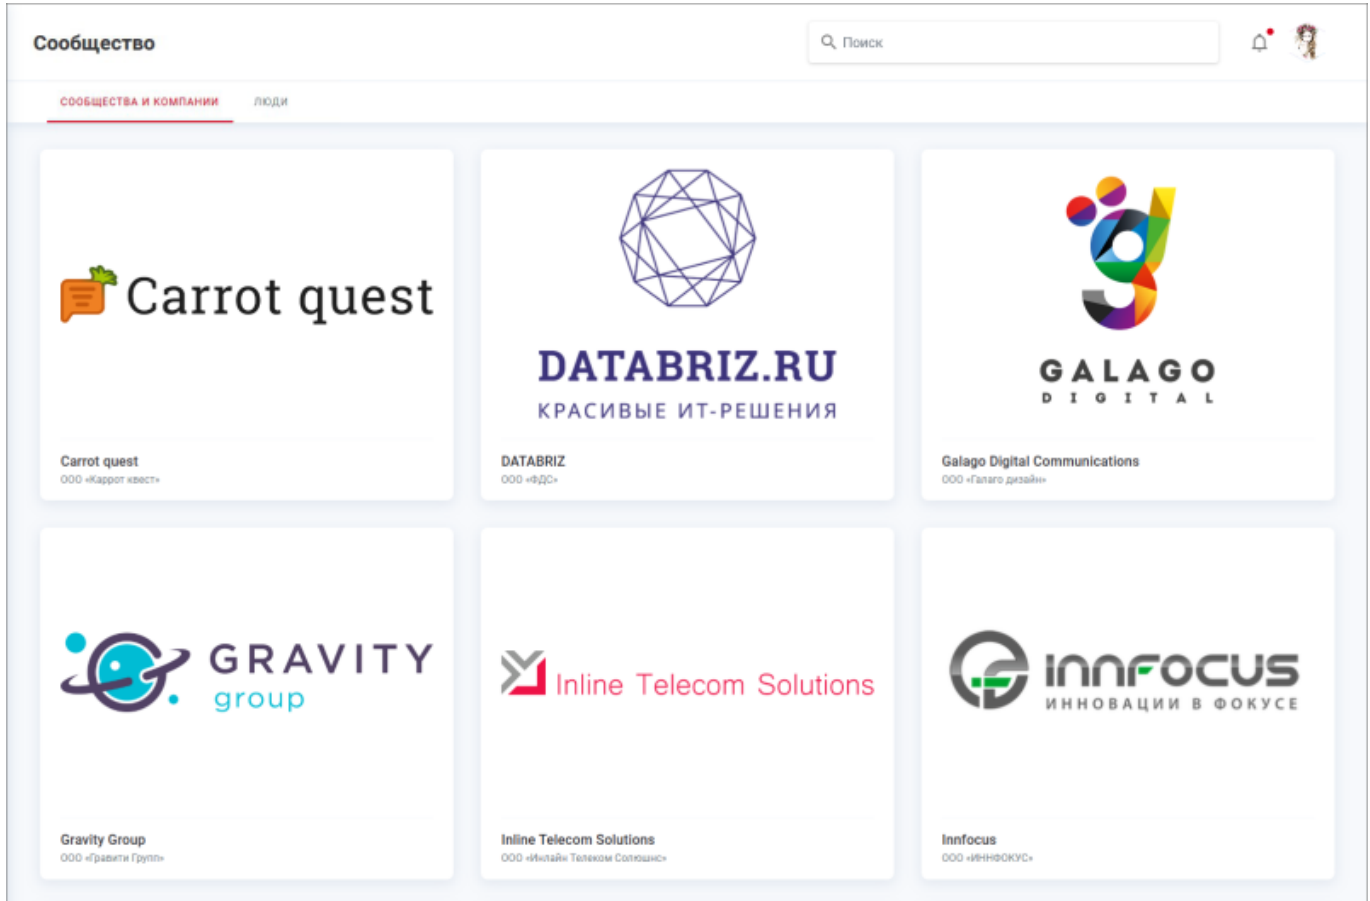 Сообщество
Поиск
СООБЩЕСТВА И КОМПАНИИ
ЛЮДИ
Carrot quest
DATABRIZ.RU
КРАСИВЫЕ ИТ-РЕШЕНИЯ
GALAGO
DIGITAL
Carrot quest
ООО «Каррот квест»
DATABRIZ
ООО «ФДС»
Galago Digital Communications
ООО «Галаго дизайн»
GRAVITY
group
Inline Telecom Solutions
INNFOCUS
ИННОВАЦИИ В ФОКУСЕ
Gravity Group
ООО «Гравити Групп»
Inline Telecom Solutions
ООО «Инлайн Телеком Солюшнс»
Innfocus
ООО «ИННФОКУС»